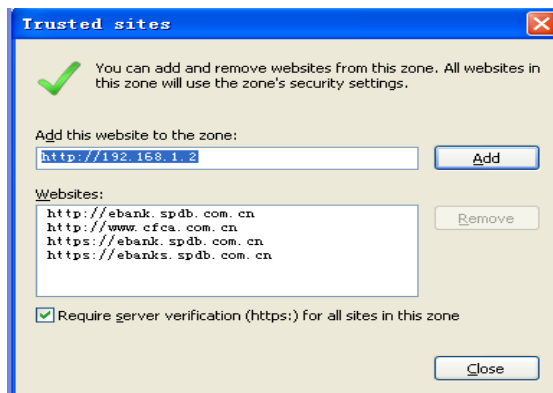 Trusted sites
You can add and remove websites from this zone. All websites in
this zone will use the zone's security settings.
Add this website to the zone:
http://192.168.1.2
Add
Websites:
http://ebank.spdb.com.cn
http://www.cfca.com.cn
https://ebank.spdb.com.cn
https://ebanks.spdb.com.cn
Remove
Require server verification (https:) for all sites in this zone
Close